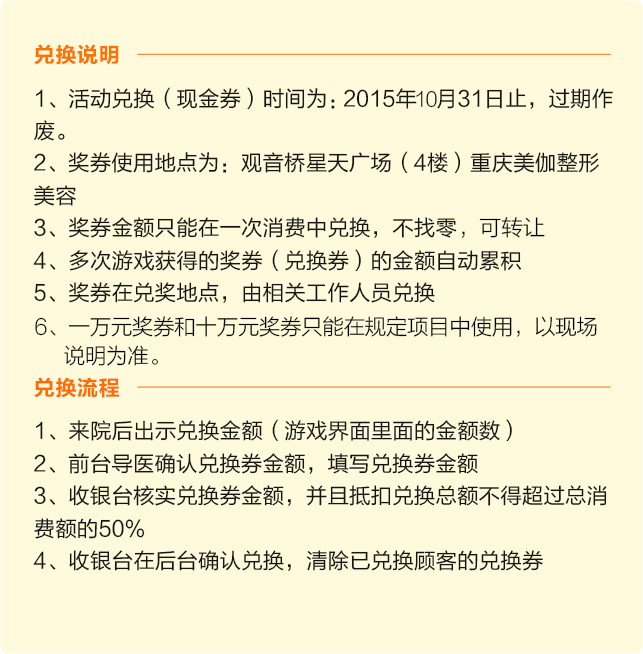 兑换说明
1、活动兑换（现金券）时间为：2015年10月31日止，过期作
废。
2、奖券使用地点为：观音桥星天广场（4楼）重庆美伽整形
美容
3、奖券金额只能在一次消费中兑换，不找零，可转让
4、多次游戏获得的奖券（兑换券）的金额自动累积
5、奖券在兑奖地点，由相关工作人员兑换
6、一万元奖券和十万元奖券只能在规定项目中使用，以现场
说明为准。
兑换流程
1、来院后出示兑换金额（游戏界面里面的金额数）
2、前台导医确认兑换券金额，填写兑换券金额
3、收银台核实兑换券金额，并且抵扣兑换总额不得超过总消
费额的50%
4、收银台在后台确认兑换，清除已兑换顾客的兑换券